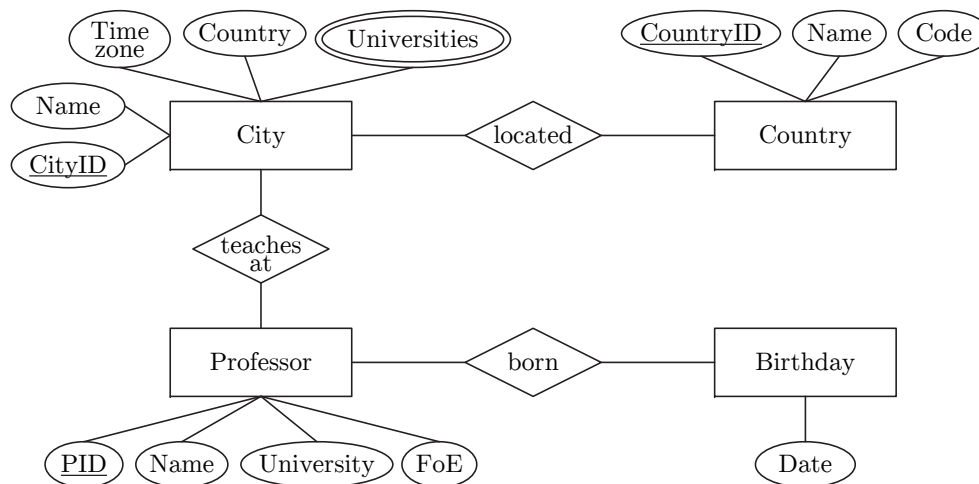 Time
zone
Country
Universities
CountryID
Name
Code
Name
CityID
City
located
Country
teaches
at
Professor
born
Birthday
PID
Name
University
FoE
Date